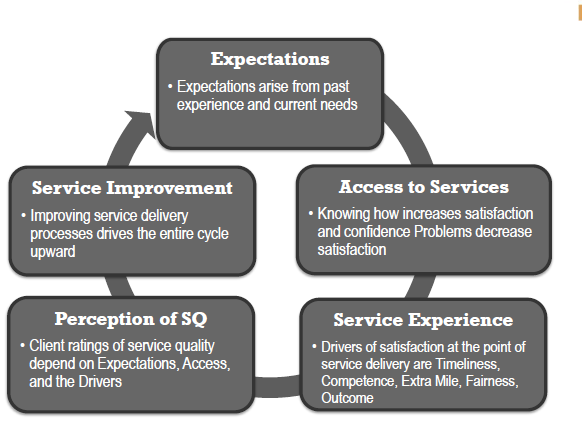 Expectations
• Expectations arise from past
experience and current needs
Service Improvement
• Improving service delivery
processes drives the entire cycle
upward
Access to Services
• Knowing how increases satisfaction
and confidence Problems decrease
satisfaction
Perception of SQ
• Client ratings of service quality
depend on Expectations, Access,
and the Drivers
Service Experience
• Drivers of satisfaction at the point of
service delivery are Timeliness,
Competence, Extra Mile, Fairness,
Outcome